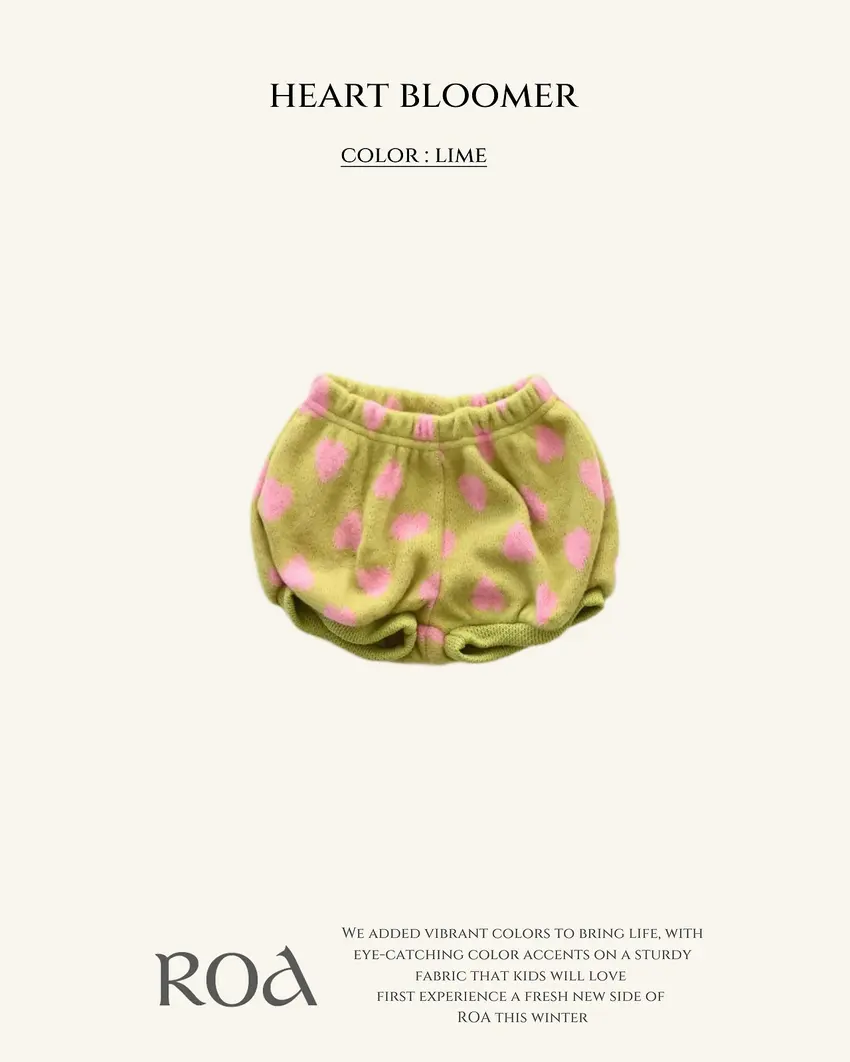 HEART BLOOMER
COLOR : LIME
ROA
WE ADDED VIBRANT COLORS TO BRING LIFE, WITH
EYE-CATCHING COLOR ACCENTS ON A STURDY
FABRIC THAT KIDS WILL LOVE
FIRST EXPERIENCE A FRESH NEW SIDE OF
ROA THIS WINTER